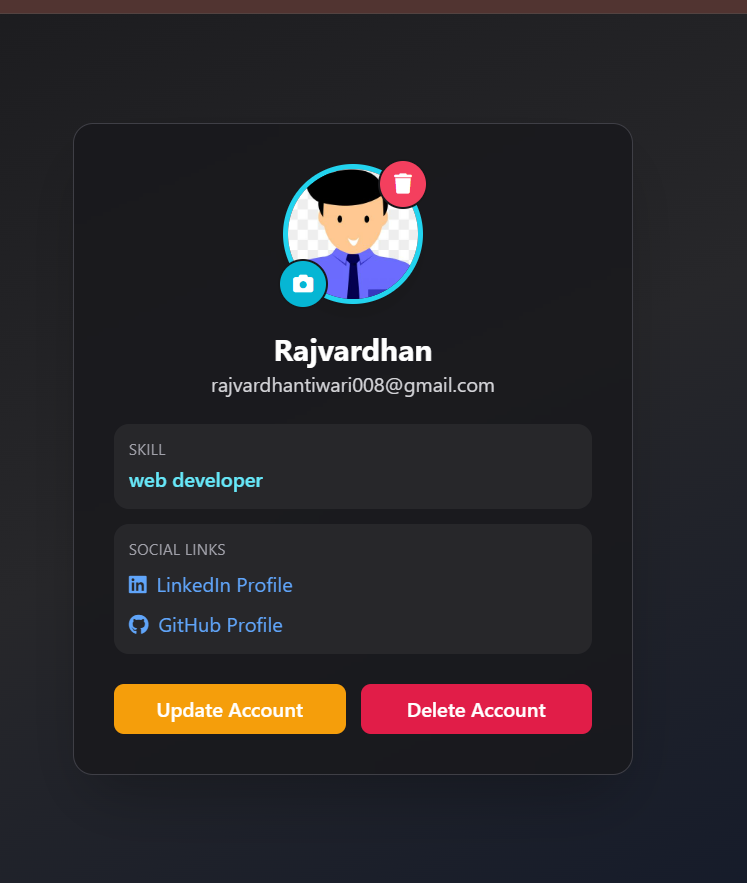 Rajvardhan
rajvardhantiwari008@gmail.com
SKILL
web developer
SOCIAL LINKS
LinkedIn Profile
GitHub Profile
Update Account
Delete Account